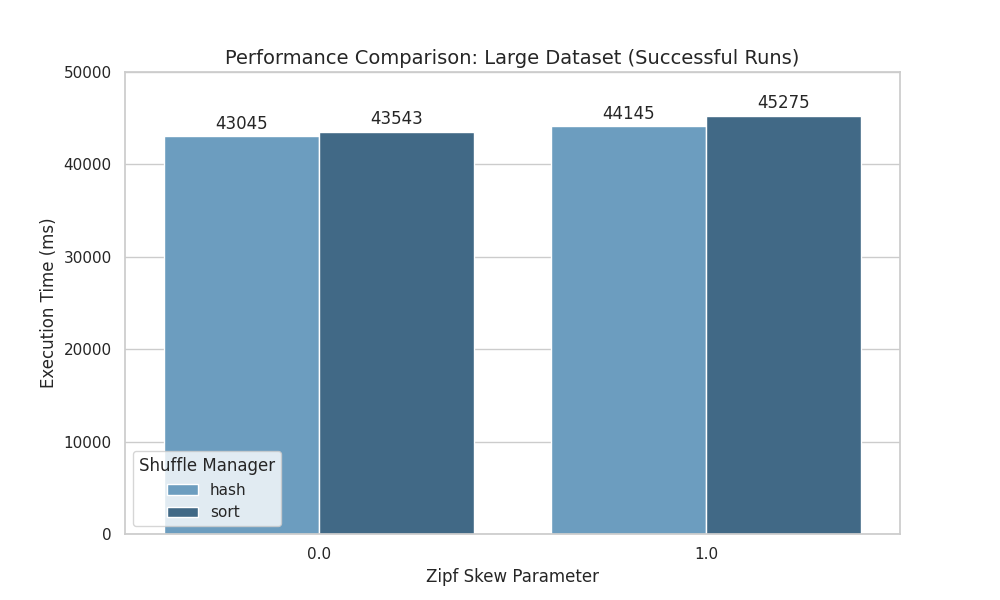 Performance Comparison: Large Dataset (Successful Runs)
Execution Time (ms)
50000
40000
30000
20000
10000
0
43045
43543
44145
45275
Shuffle Manager
hash
sort
0.0
1.0
Zipf Skew Parameter